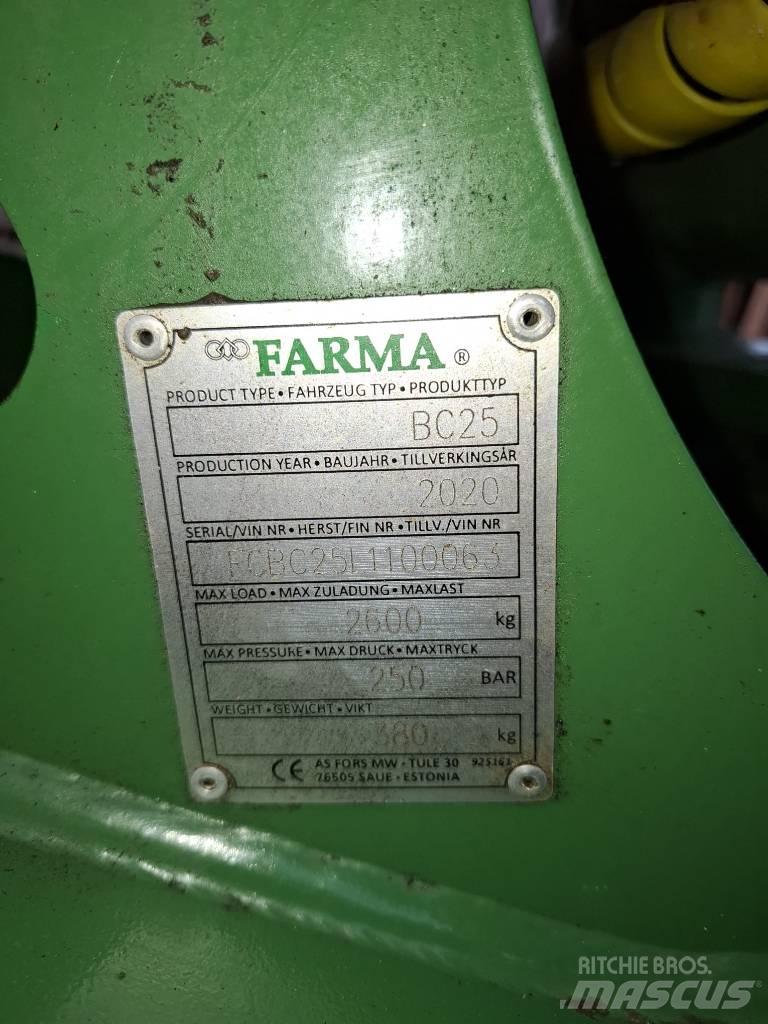 FARMA ®
PRODUCT TYPE • FAHRZEUG TYP • PRODUKTTYP
BC25
PRODUCTION YEAR • BAUJAHR • TILLVERKINGSÅR
2020
SERIAL/VIN NR • HERST/FIN NR • TILLV./VIN NR
FCBC25L1100063
MAX LOAD • MAX ZULADUNG • MAXLAST
2600 kg
MAX PRESSURE • MAX DRUCK • MAXTRYCK
250 BAR
WEIGHT • GEWICHT • VIKT
380 kg
CE AS FORS MW • TULE 30 925161
76505 SAUE • ESTONIA
RITCHIE BROS.
MASCUS